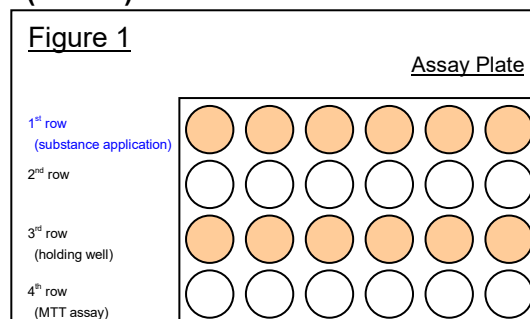 Figure 1
Assay Plate
1st row
(substance application)
2nd row
3rd row
(holding well)
4th row
(MTT assay)